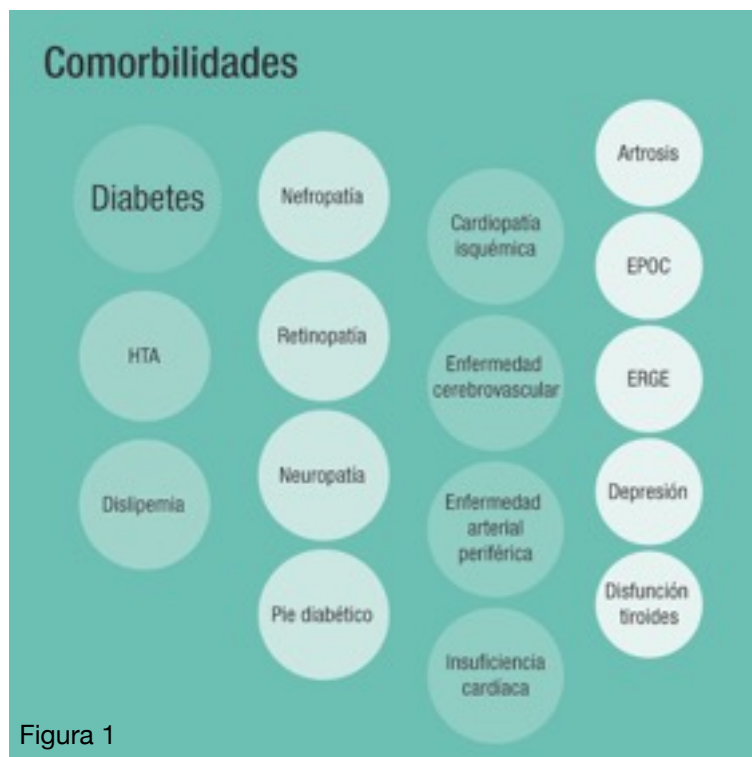 Comorbilidades
Diabetes
HTA
Dislipemia
Nefropatía
Retinopatía
Neuropatía
Pie diabético
Cardiopatía
isquémica
Enfermedad
cerebrovascular
Enfermedad
arterial
periférica
Insuficiencia
cardíaca
Artrosis
EPOC
ERGE
Depresión
Disfunción
tiroides
Figura 1